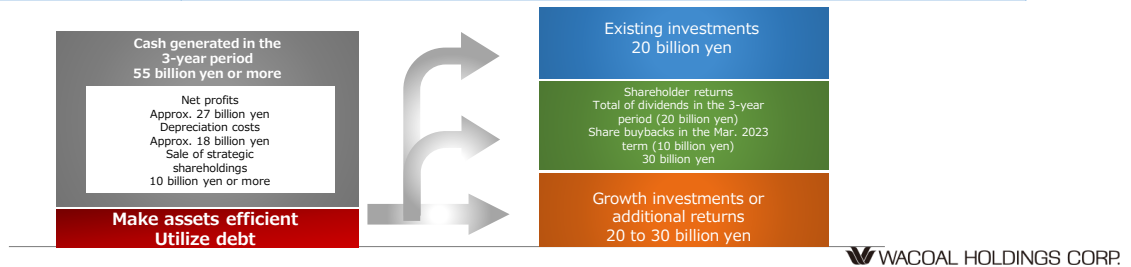 Cash generated in the
3-year period
55 billion yen or more
Net profits
Approx. 27 billion yen
Depreciation costs
Approx. 18 billion yen
Sale of strategic
shareholdings
10 billion yen or more
Make assets efficient
Utilize debt
Existing investments
20 billion yen
Shareholder returns
Total of dividends in the 3-year
period (20 billion yen)
Share buybacks in the Mar. 2023
term (10 billion yen)
30 billion yen
Growth investments or
additional returns
20 to 30 billion yen
WACOAL HOLDINGS CORP.